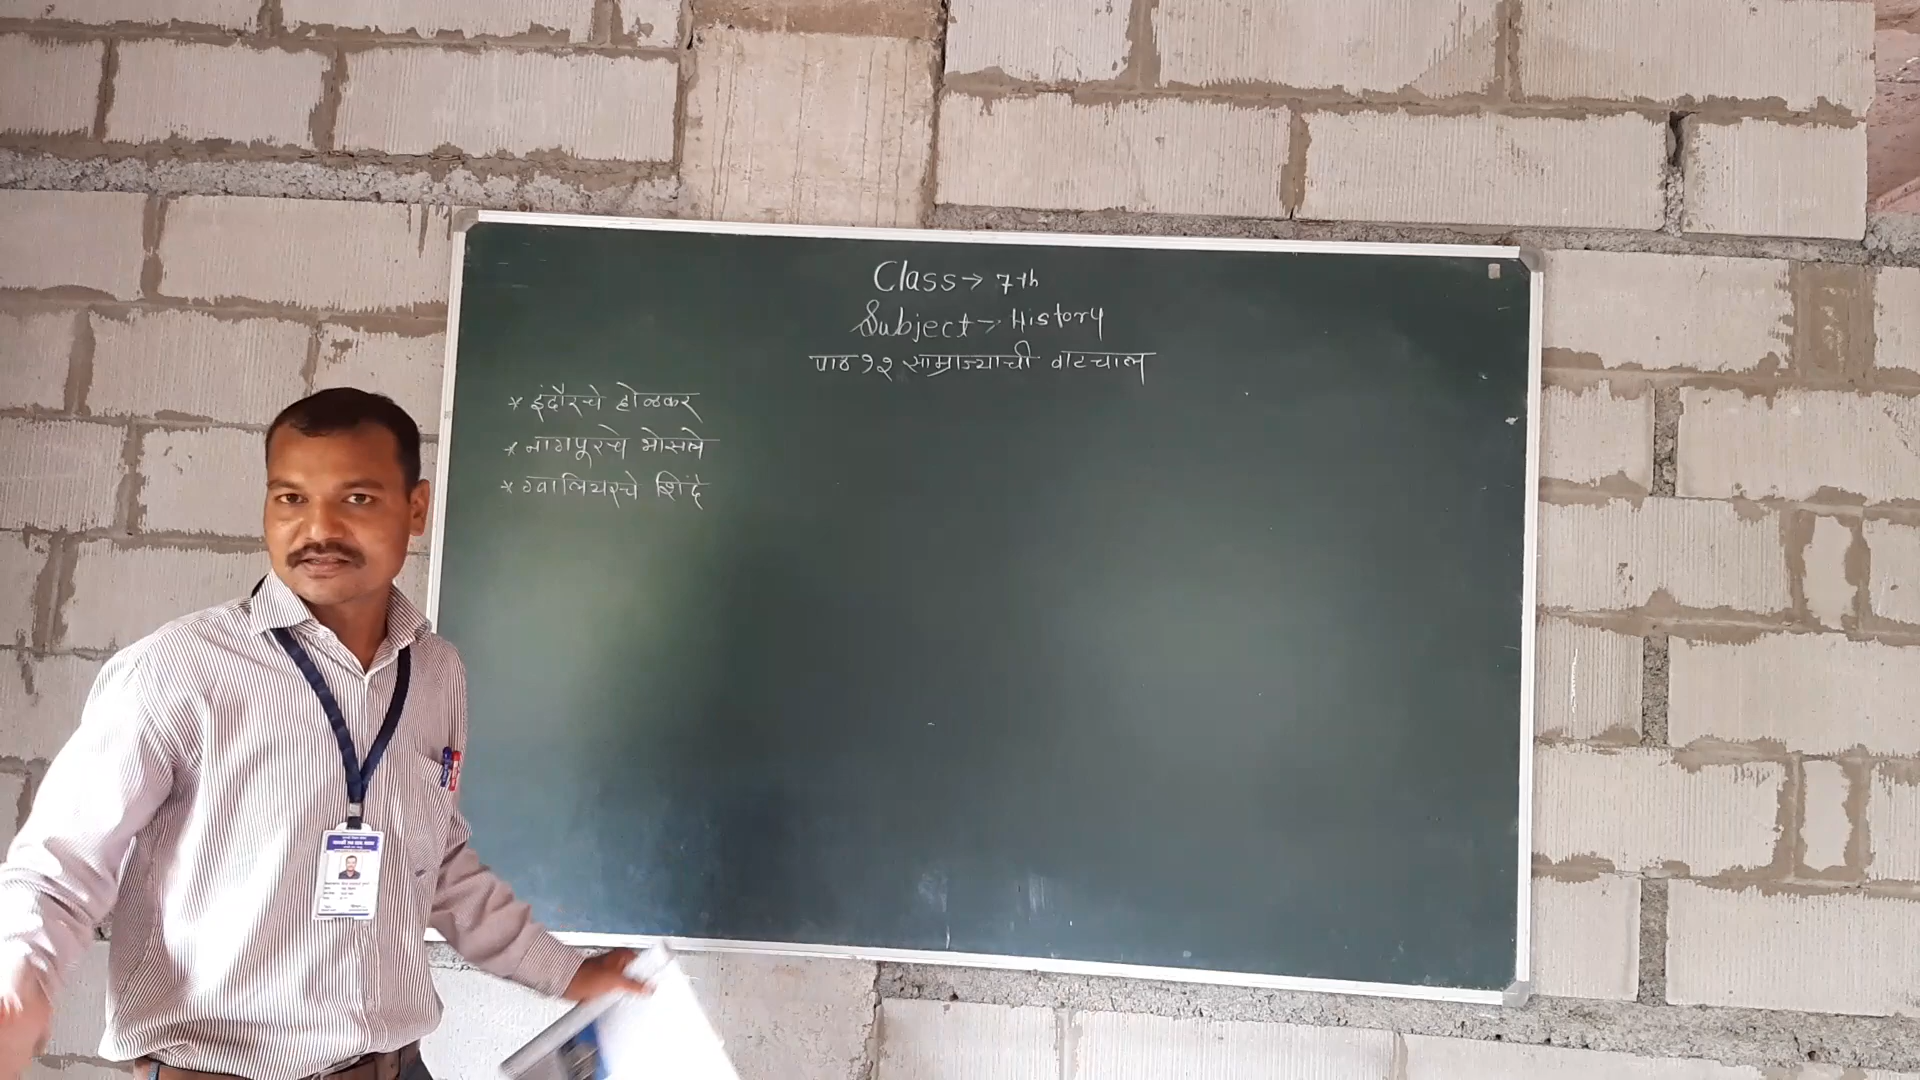 Class → 7th
Subject → History
पाठ १२ साम्राज्याची वाटचाल
* इंदौरचे होळकर
* नागपूरचे भोसले
* ग्वालियरचे शिंदे